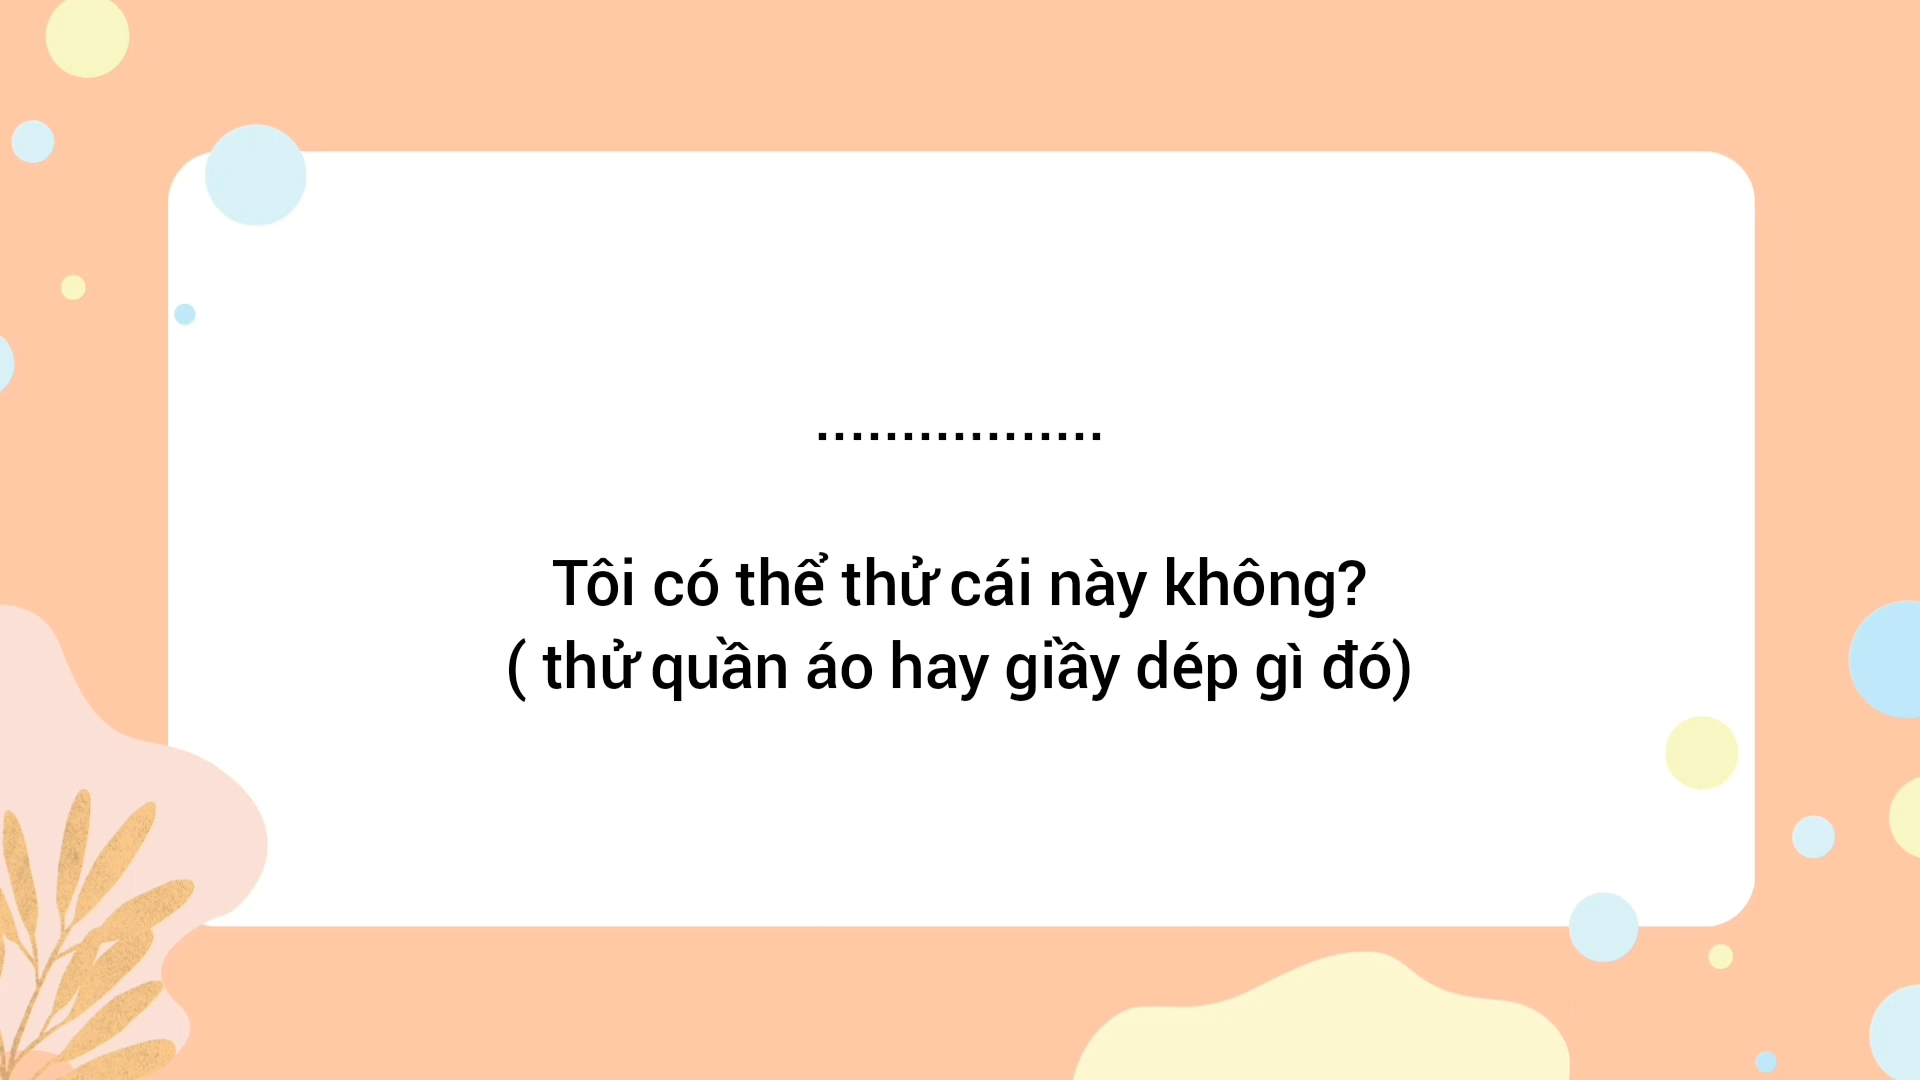 .................
Tôi có thể thử cái này không?
( thử quần áo hay giầy dép gì đó)